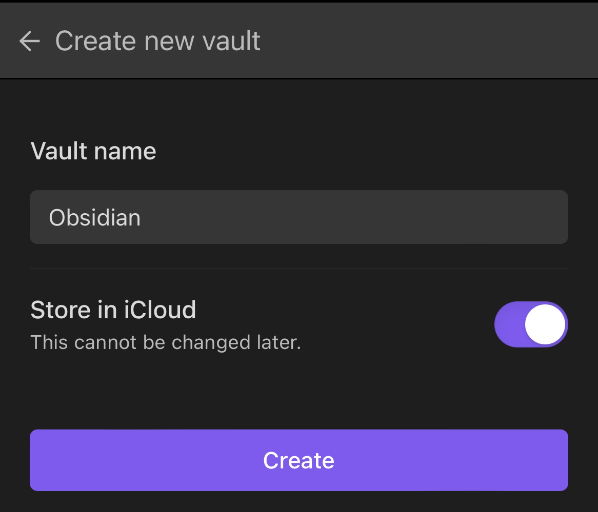 Create new vault
Vault name
Obsidian
Store in iCloud
This cannot be changed later.
Create